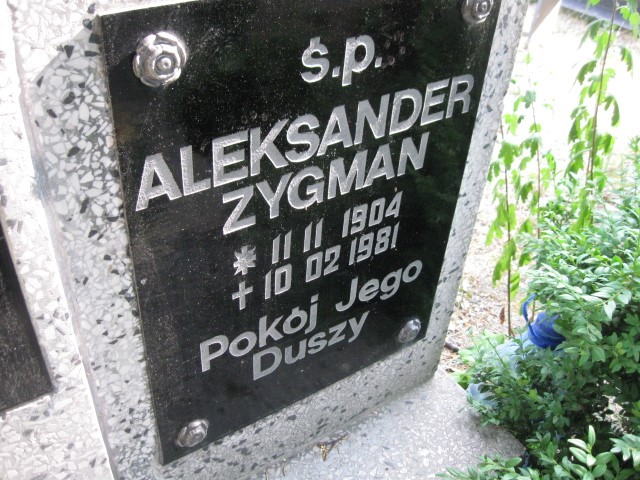 ś.p.
ALEKSANDER
ZYGMAN
* 11 11 1904
+ 10 02 1981
Pokój Jego
Duszy